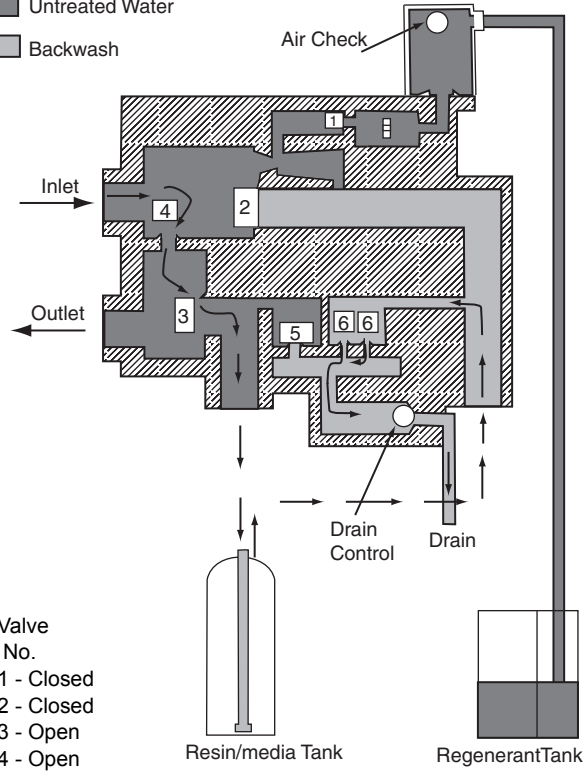 Untreated Water
Backwash
Air Check
1
Inlet
4
2
Outlet
3
5
6 6
Drain
Control
Drain
Valve
No.
1 - Closed
2 - Closed
3 - Open
4 - Open
Resin/media Tank
RegenerantTank